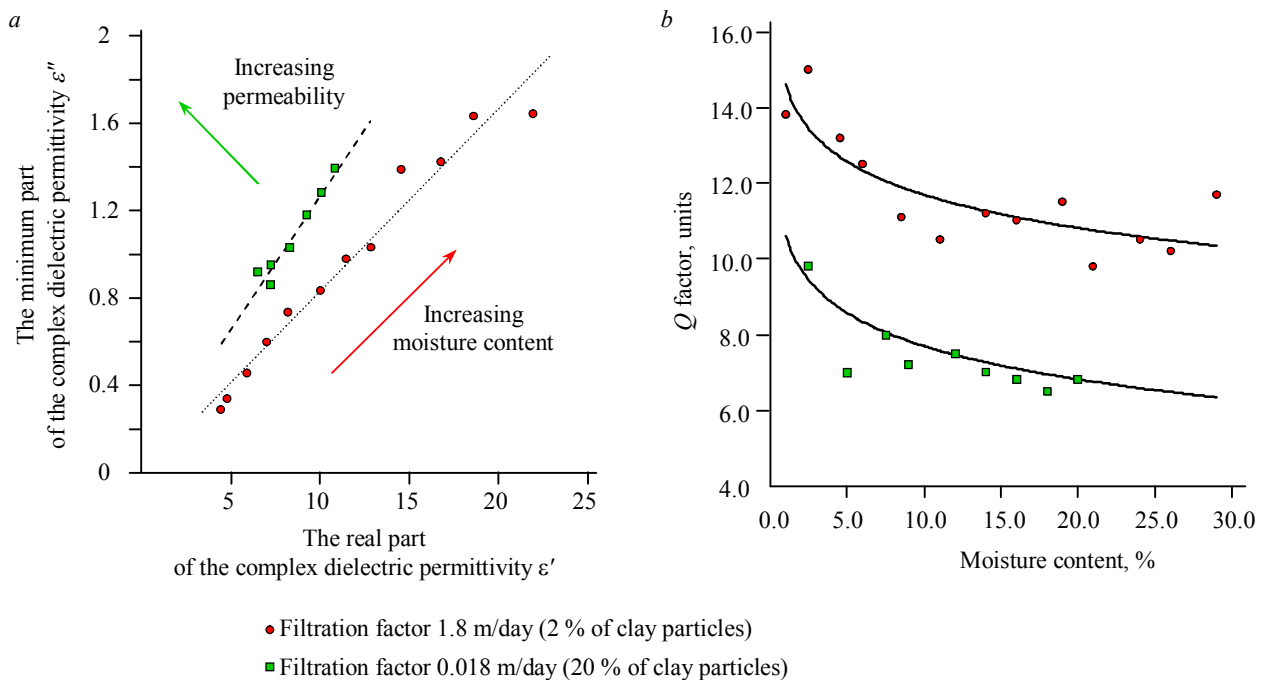 a
2
1.6
1.2
0.8
0.4
0
The minimum part
of the complex dielectric permittivity ε″
Increasing
permeability
Increasing
moisture content
5
10
15
20
25
The real part
of the complex dielectric permittivity ε′
b
16.0
14.0
12.0
10.0
8.0
6.0
4.0
Q factor, units
0.0
5.0
10.0
15.0
20.0
25.0
30.0
Moisture content, %
Filtration factor 1.8 m/day (2 % of clay particles)
Filtration factor 0.018 m/day (20 % of clay particles)